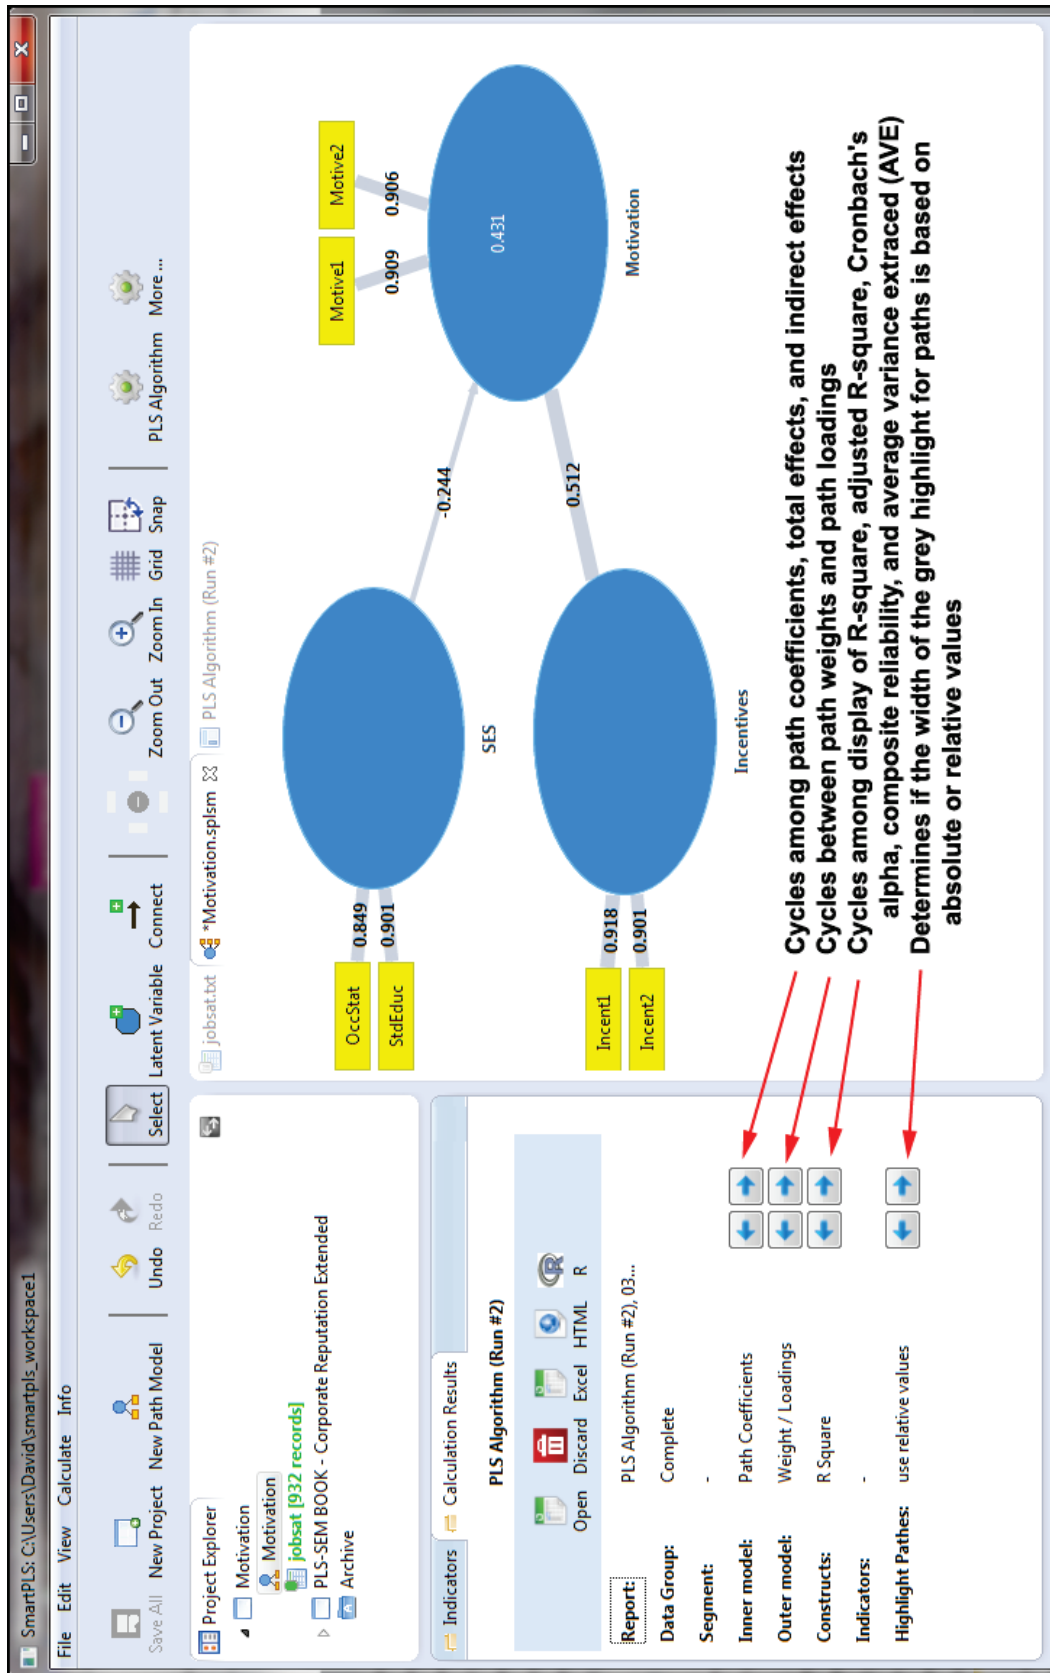 SmartPLS: C:\Users\David\smartpls_workspace1
File Edit View Calculate Info
Save All New Project New Path Model Undo Redo Select Latent Variable Connect Zoom Out Zoom In Grid Snap PLS Algorithm More ...
Project Explorer
Motivation
Motivation
jobsat [932 records]
PLS-SEM BOOK - Corporate Reputation Extended
Archive
Indicators Calculation Results
PLS Algorithm (Run #2)
Open Discard Excel HTML R
Report: PLS Algorithm (Run #2), 03...
Data Group: Complete
Segment: -
Inner model: Path Coefficients
Outer model: Weight / Loadings
Constructs: R Square
Indicators: -
Highlight Pathes: use relative values
jobsat.txt *Motivation.splsm PLS Algorithm (Run #2)
OccStat
StdEduc
0.849
0.901
SES
Incent1
Incent2
0.918
0.901
Incentives
-0.244
0.512
Motive1
Motive2
0.909
0.906
0.431
Motivation
Cycles among path coefficients, total effects, and indirect effects
Cycles between path weights and path loadings
Cycles among display of R-square, adjusted R-square, Cronbach's
alpha, composite reliability, and average variance extraced (AVE)
Determines if the width of the grey highlight for paths is based on
absolute or relative values